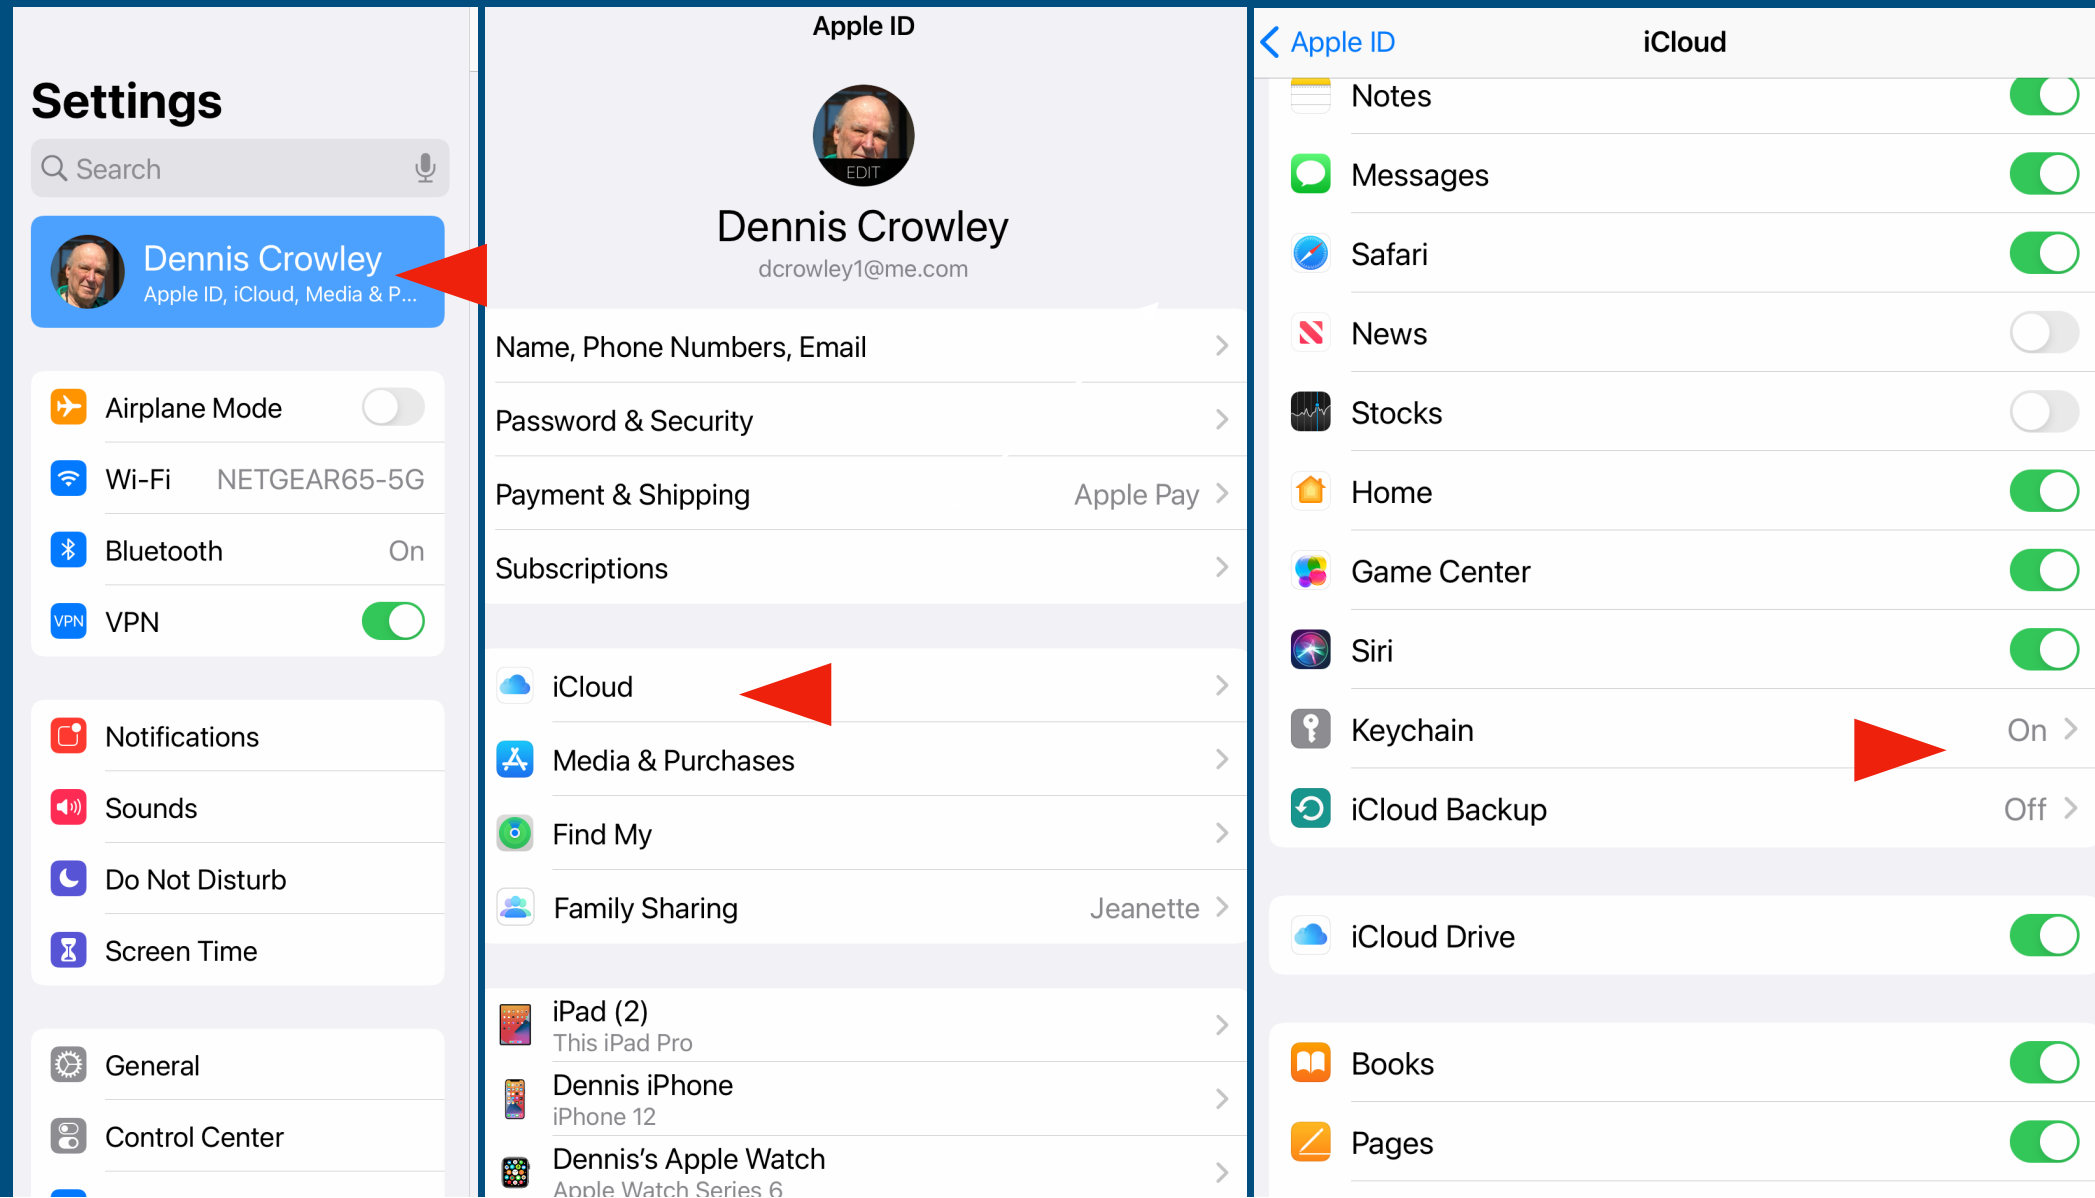 Settings
Search
Dennis Crowley
Apple ID, iCloud, Media & P...
Airplane Mode
Wi-Fi NETGEAR65-5G
Bluetooth On
VPN VPN
Notifications
Sounds
Do Not Disturb
Screen Time
General
Control Center
Apple ID
EDIT
Dennis Crowley
dcrowley1@me.com
Name, Phone Numbers, Email
Password & Security
Payment & Shipping Apple Pay
Subscriptions
iCloud
Media & Purchases
Find My
Family Sharing Jeanette
iPad (2)
This iPad Pro
Dennis iPhone
iPhone 12
Dennis's Apple Watch
Apple Watch Series 6
Apple ID iCloud
Notes
Messages
Safari
News
Stocks
Home
Game Center
Siri
Keychain On
iCloud Backup Off
iCloud Drive
Books
Pages